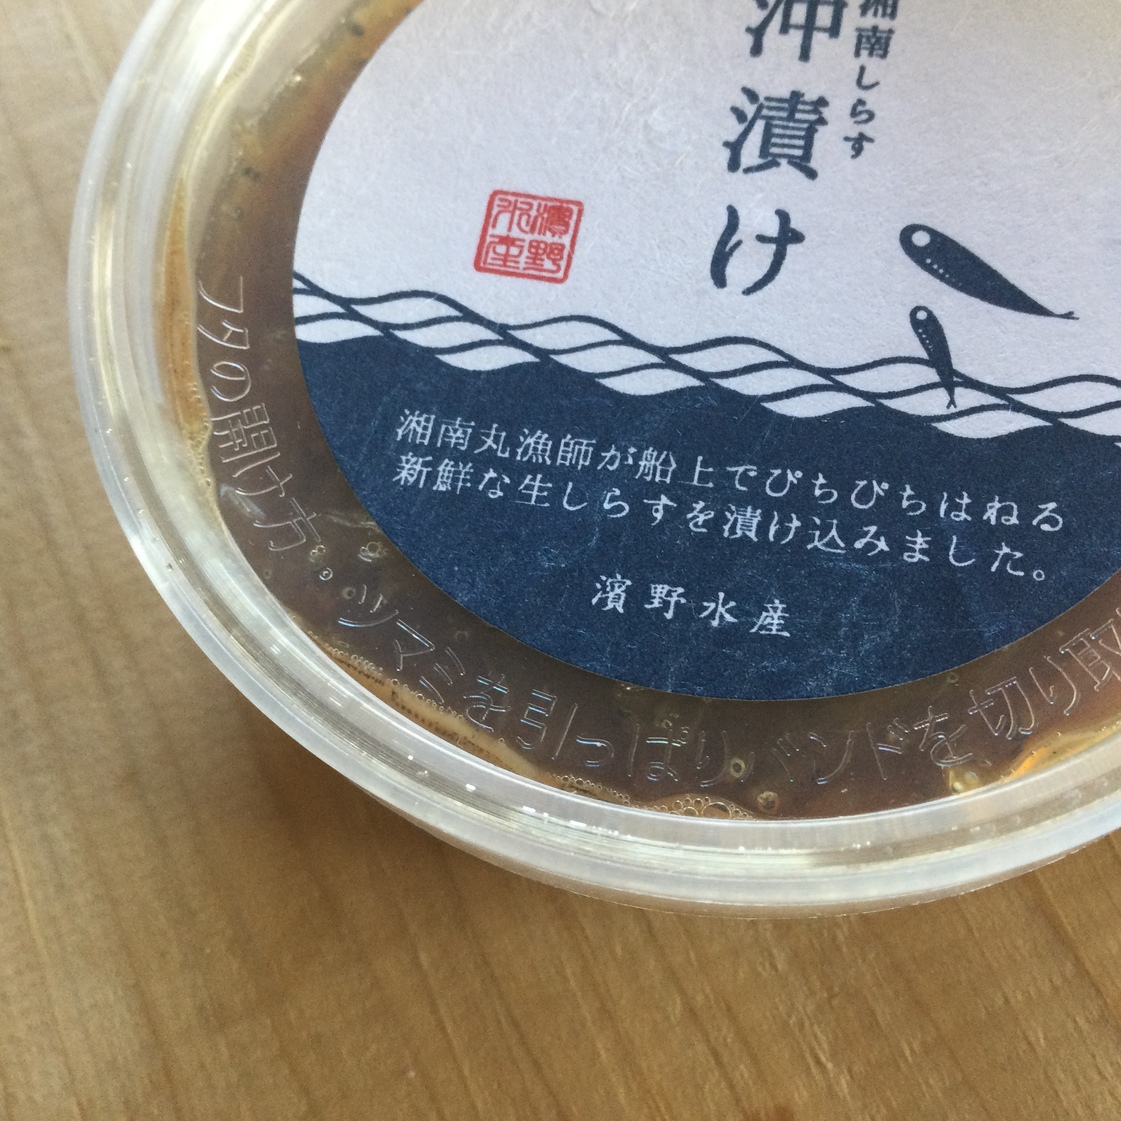 湘南しらす
沖漬け
濱野
水産
湘南丸漁師が船上でぴちぴちはねる
新鮮な生しらすを漬け込みました。
濱野水産
フタの開け方.ツマミを引っぱりバンドを切り取